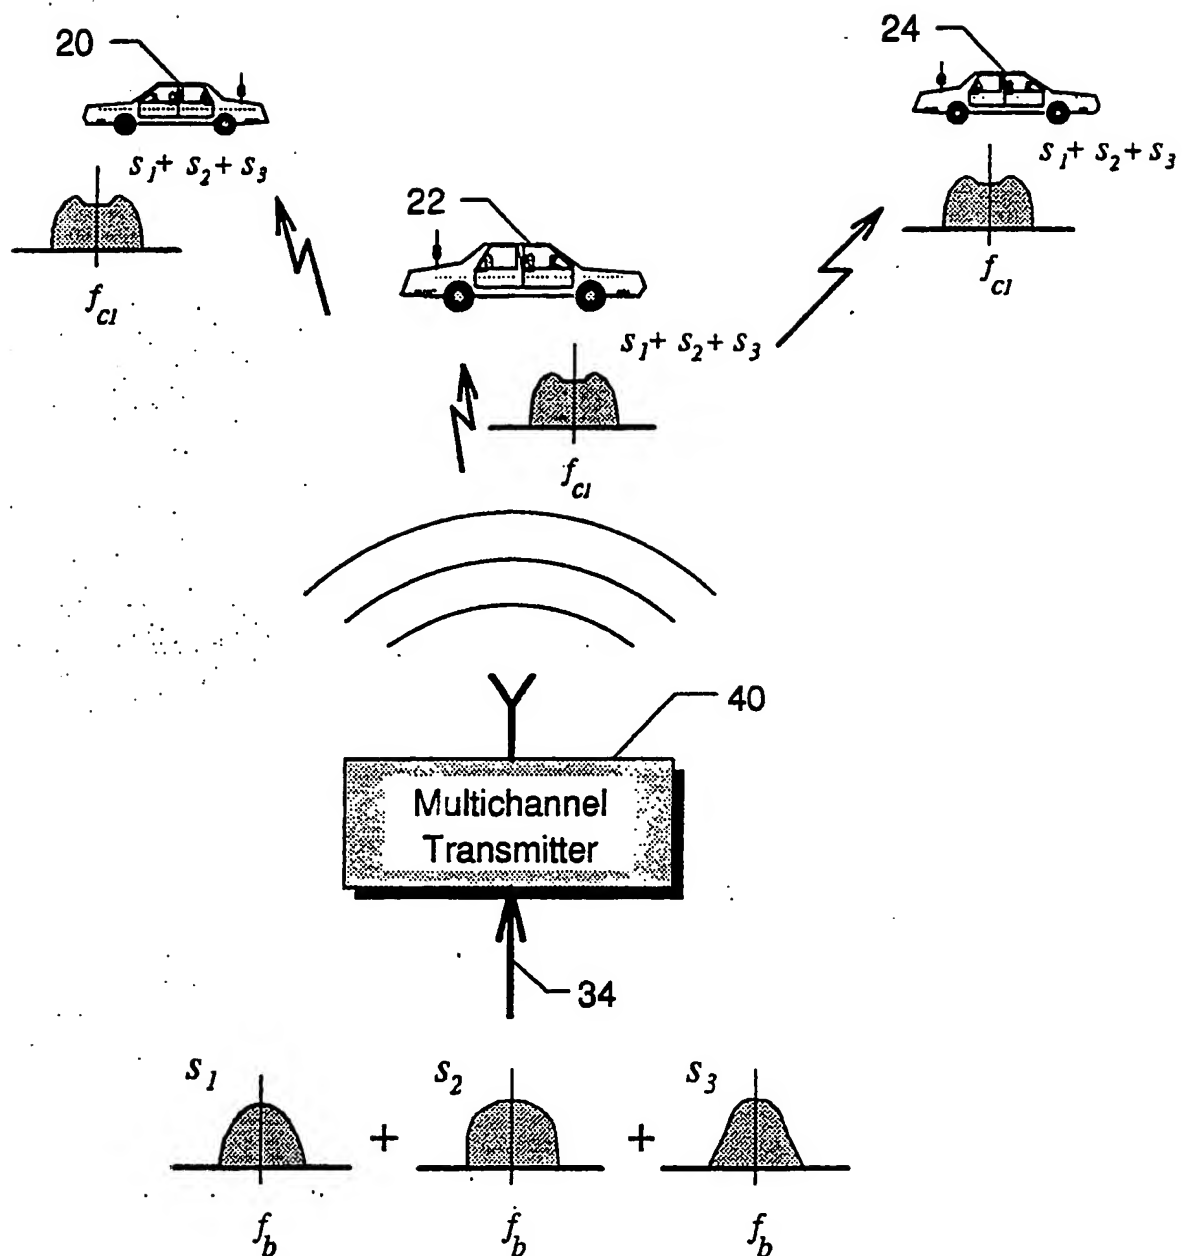 20
24
s1+ s2+ s3
s1+ s2+ s3
22
fc1
fc1
s1+ s2+ s3
fc1
40
Multichannel
Transmitter
34
s1
s2
s3
+
+
fb
fb
fb